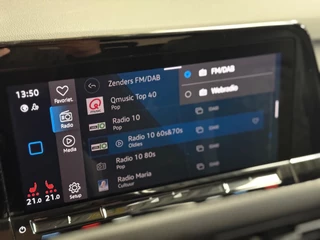 13:50
Favoriet.
Radio
Media
Setup
21.0 21.0
Zenders FM/DAB
Qmusic Top 40
Pop
Radio 10
Pop
Radio 10 60s&70s
Oldies
Radio 10 80s
Pop
Radio Maria
Cultuur
FM/DAB
Webradio